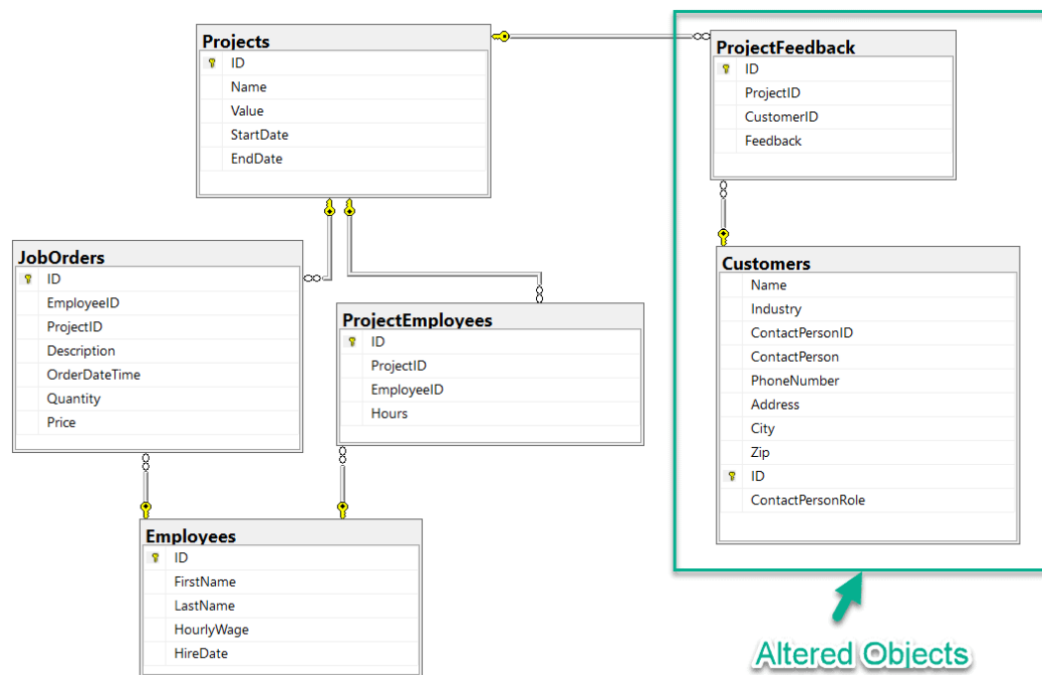 Projects
ID
Name
Value
StartDate
EndDate
ProjectFeedback
ID
ProjectID
CustomerID
Feedback
JobOrders
ID
EmployeeID
ProjectID
Description
OrderDateTime
Quantity
Price
ProjectEmployees
ID
ProjectID
EmployeeID
Hours
Customers
Name
Industry
ContactPersonID
ContactPerson
PhoneNumber
Address
City
Zip
ID
ContactPersonRole
Employees
ID
FirstName
LastName
HourlyWage
HireDate
Altered Objects